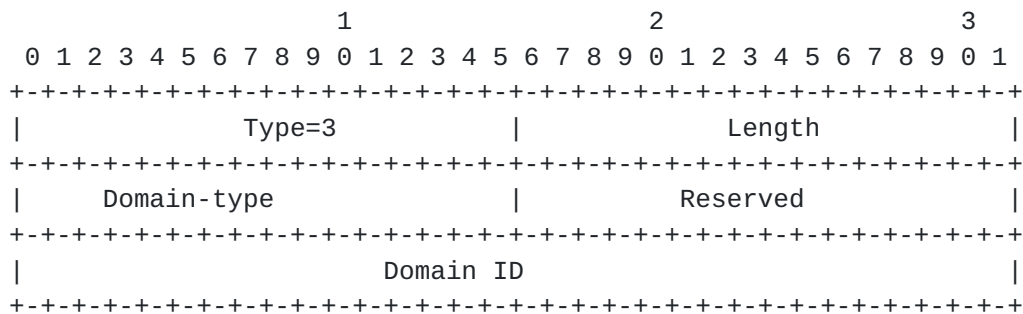 1                   2                   3
 0 1 2 3 4 5 6 7 8 9 0 1 2 3 4 5 6 7 8 9 0 1 2 3 4 5 6 7 8 9 0 1
+-+-+-+-+-+-+-+-+-+-+-+-+-+-+-+-+-+-+-+-+-+-+-+-+-+-+-+-+-+-+-+-+
|              Type=3           |             Length            |
+-+-+-+-+-+-+-+-+-+-+-+-+-+-+-+-+-+-+-+-+-+-+-+-+-+-+-+-+-+-+-+-+
|     Domain-type               |          Reserved             |
+-+-+-+-+-+-+-+-+-+-+-+-+-+-+-+-+-+-+-+-+-+-+-+-+-+-+-+-+-+-+-+-+
|                       Domain ID                               |
+-+-+-+-+-+-+-+-+-+-+-+-+-+-+-+-+-+-+-+-+-+-+-+-+-+-+-+-+-+-+-+-+